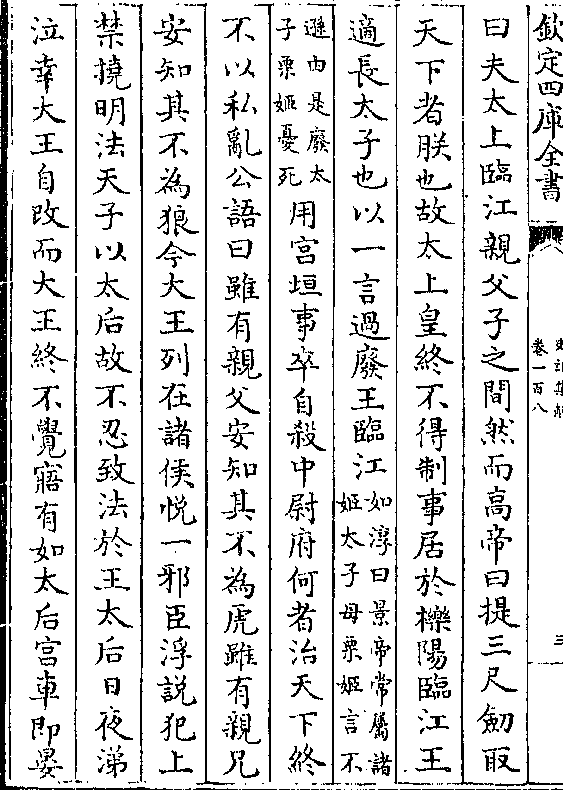 欽定四庫全書
卷一百八
三
曰夫太上臨江親父子之間然而高帝曰提三尺劒取
天下者朕也故太上皇終不得制事居於櫟陽臨江王
適長太子也以一言過廢王臨江如淳曰景帝常屬諸姬太子母栗姬言不
遜由是廢太子栗姬憂死用宫垣事卒自殺中尉府何者治天下終
不以私亂公語曰雖有親父安知其不為虎雖有親兄
安知其不為狼今大王列在諸侯悦一邪臣浮説犯上
禁撓明法天子以太后故不忍致法於王太后日夜涕
泣幸大王自改而大王終不覺寤有如太后宫車即晏